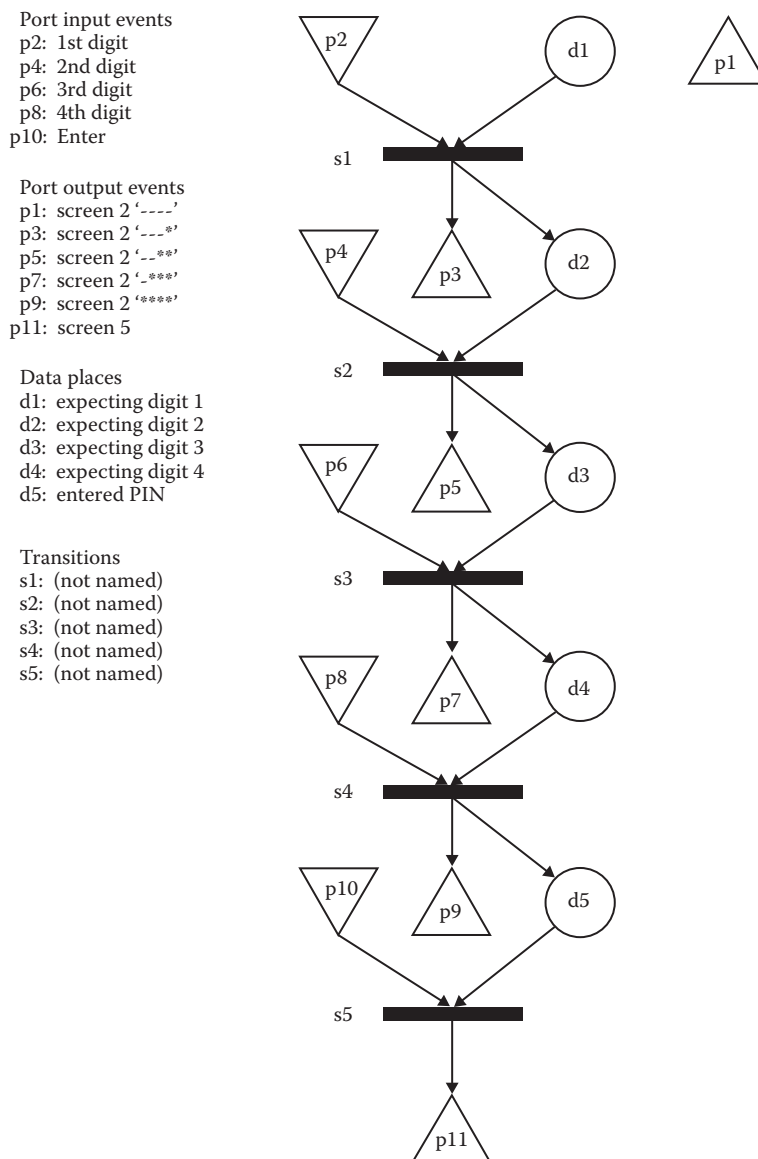 Port input events
p2: 1st digit
p4: 2nd digit
p6: 3rd digit
p8: 4th digit
p10: Enter
Port output events
p1: screen 2 ‘----’
p3: screen 2 ‘---*’
p5: screen 2 ‘--**’
p7: screen 2 ‘-***’
p9: screen 2 ‘****’
p11: screen 5
Data places
d1: expecting digit 1
d2: expecting digit 2
d3: expecting digit 3
d4: expecting digit 4
d5: entered PIN
Transitions
s1: (not named)
s2: (not named)
s3: (not named)
s4: (not named)
s5: (not named)
p2
d1
p1
s1
p4
p3
d2
s2
p6
p5
d3
s3
p8
p7
d4
s4
p10
p9
d5
s5
p11